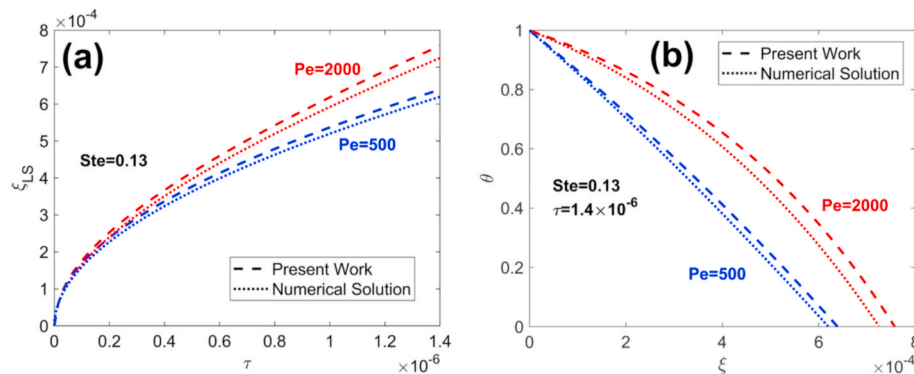 ×10⁻⁴
(a)
8
7
6
5
4
3
2
1
0
ξLS
Pe=2000
Pe=500
Ste=0.13
Present Work
Numerical Solution
0 0.2 0.4 0.6 0.8 1 1.2 1.4
×10⁻⁶
τ
(b)
1
0.8
0.6
0.4
0.2
0
θ
Present Work
Numerical Solution
Ste=0.13
τ=1.4×10⁻⁶
Pe=2000
Pe=500
0 2 4 6 8
×10⁻⁴
ξ